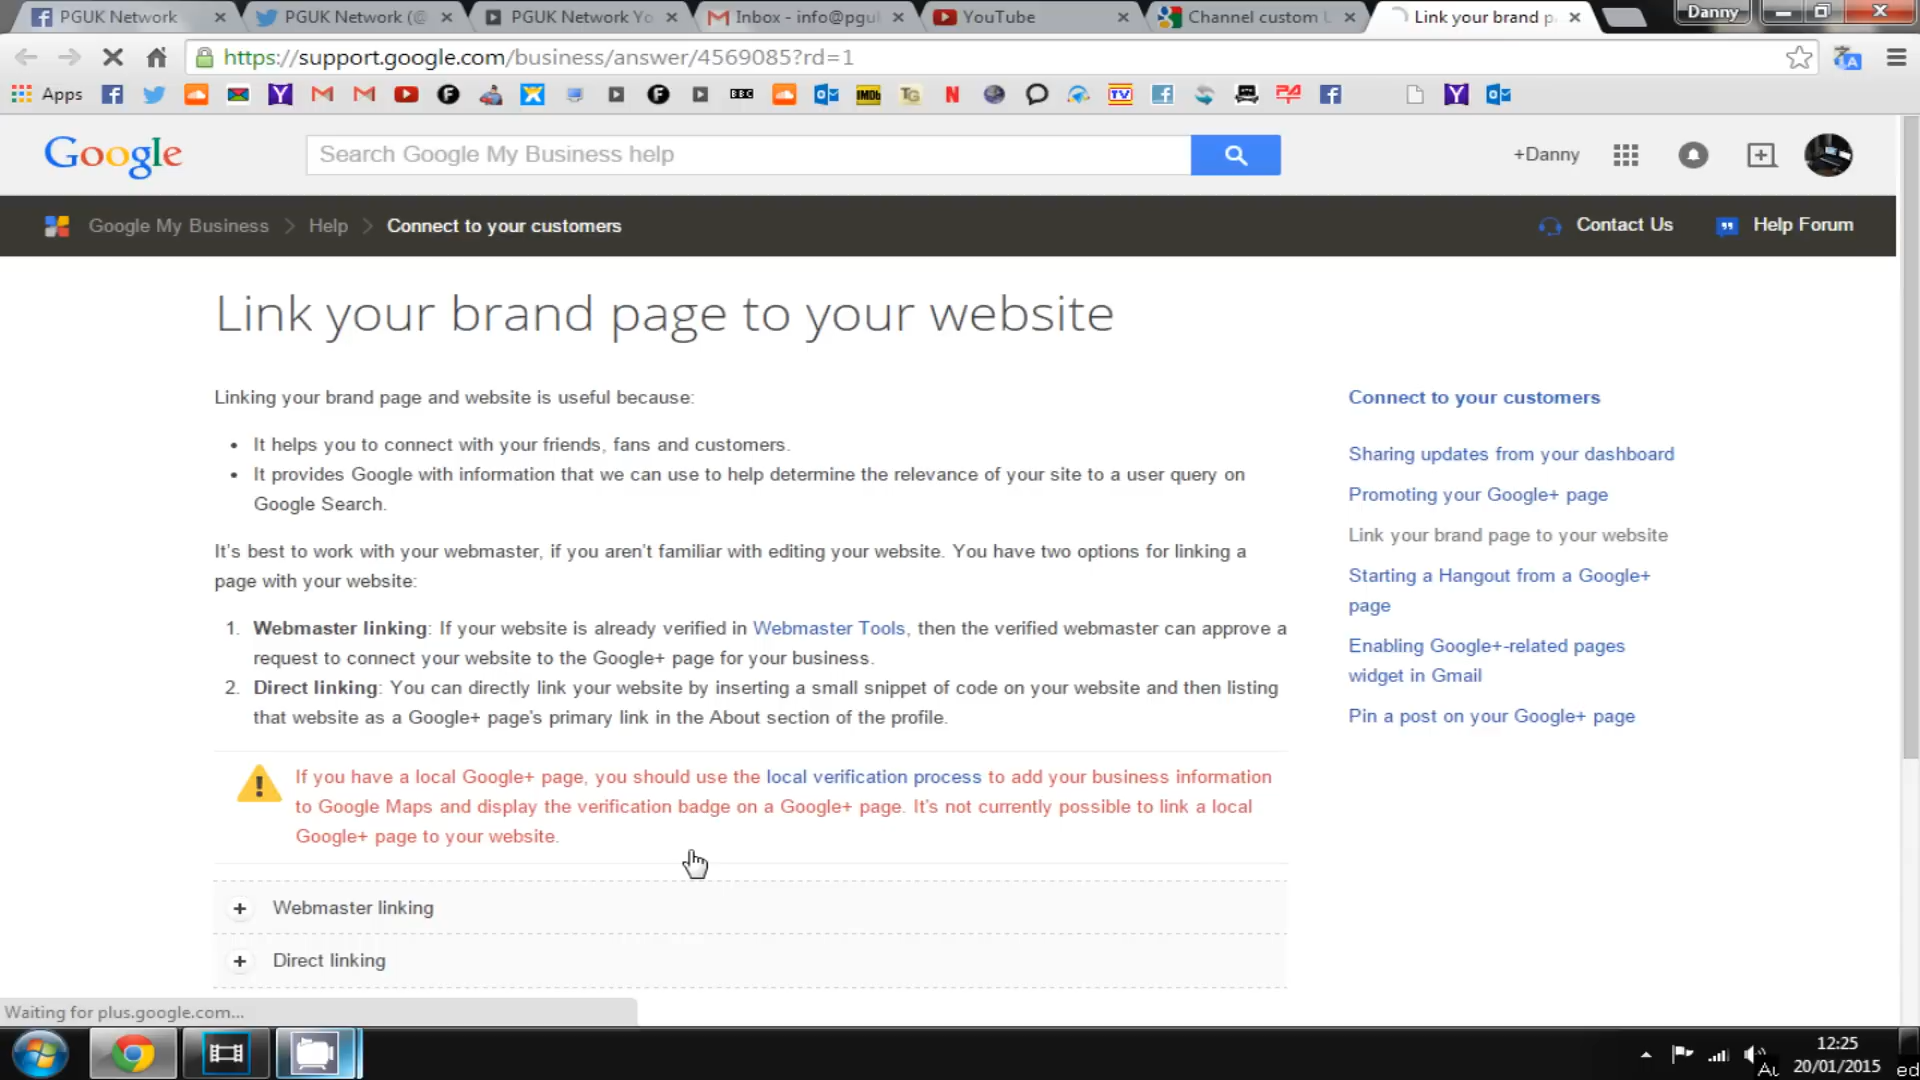 PGUK Network
PGUK Network (@
PGUK Network Yo
Inbox - info@pguk
YouTube
Channel custom U
Link your brand p
Danny
https://support.google.com/business/answer/4569085?rd=1
Apps
BBC
IMDb
TG
N
TV
Google
Search Google My Business help
+Danny
Google My Business > Help > Connect to your customers
Contact Us
Help Forum
Link your brand page to your website
Linking your brand page and website is useful because:
• It helps you to connect with your friends, fans and customers.
• It provides Google with information that we can use to help determine the relevance of your site to a user query on
Google Search.
It's best to work with your webmaster, if you aren't familiar with editing your website. You have two options for linking a
page with your website:
1. Webmaster linking: If your website is already verified in Webmaster Tools, then the verified webmaster can approve a
request to connect your website to the Google+ page for your business.
2. Direct linking: You can directly link your website by inserting a small snippet of code on your website and then listing
that website as a Google+ page's primary link in the About section of the profile.
If you have a local Google+ page, you should use the local verification process to add your business information
to Google Maps and display the verification badge on a Google+ page. It's not currently possible to link a local
Google+ page to your website.
+ Webmaster linking
+ Direct linking
Connect to your customers
Sharing updates from your dashboard
Promoting your Google+ page
Link your brand page to your website
Starting a Hangout from a Google+
page
Enabling Google+-related pages
widget in Gmail
Pin a post on your Google+ page
Waiting for plus.google.com...
12:25
20/01/2015